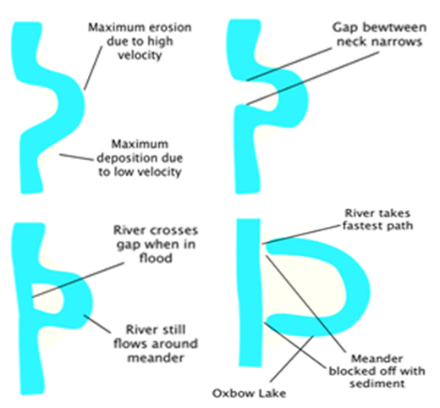 Maximum erosion
due to high
velocity
Maximum
deposition due
to low velocity
Gap bewtween
neck narrows
River crosses
gap when in
flood
River still
flows around
meander
River takes
fastest path
Meander
blocked off with
sediment
Oxbow Lake